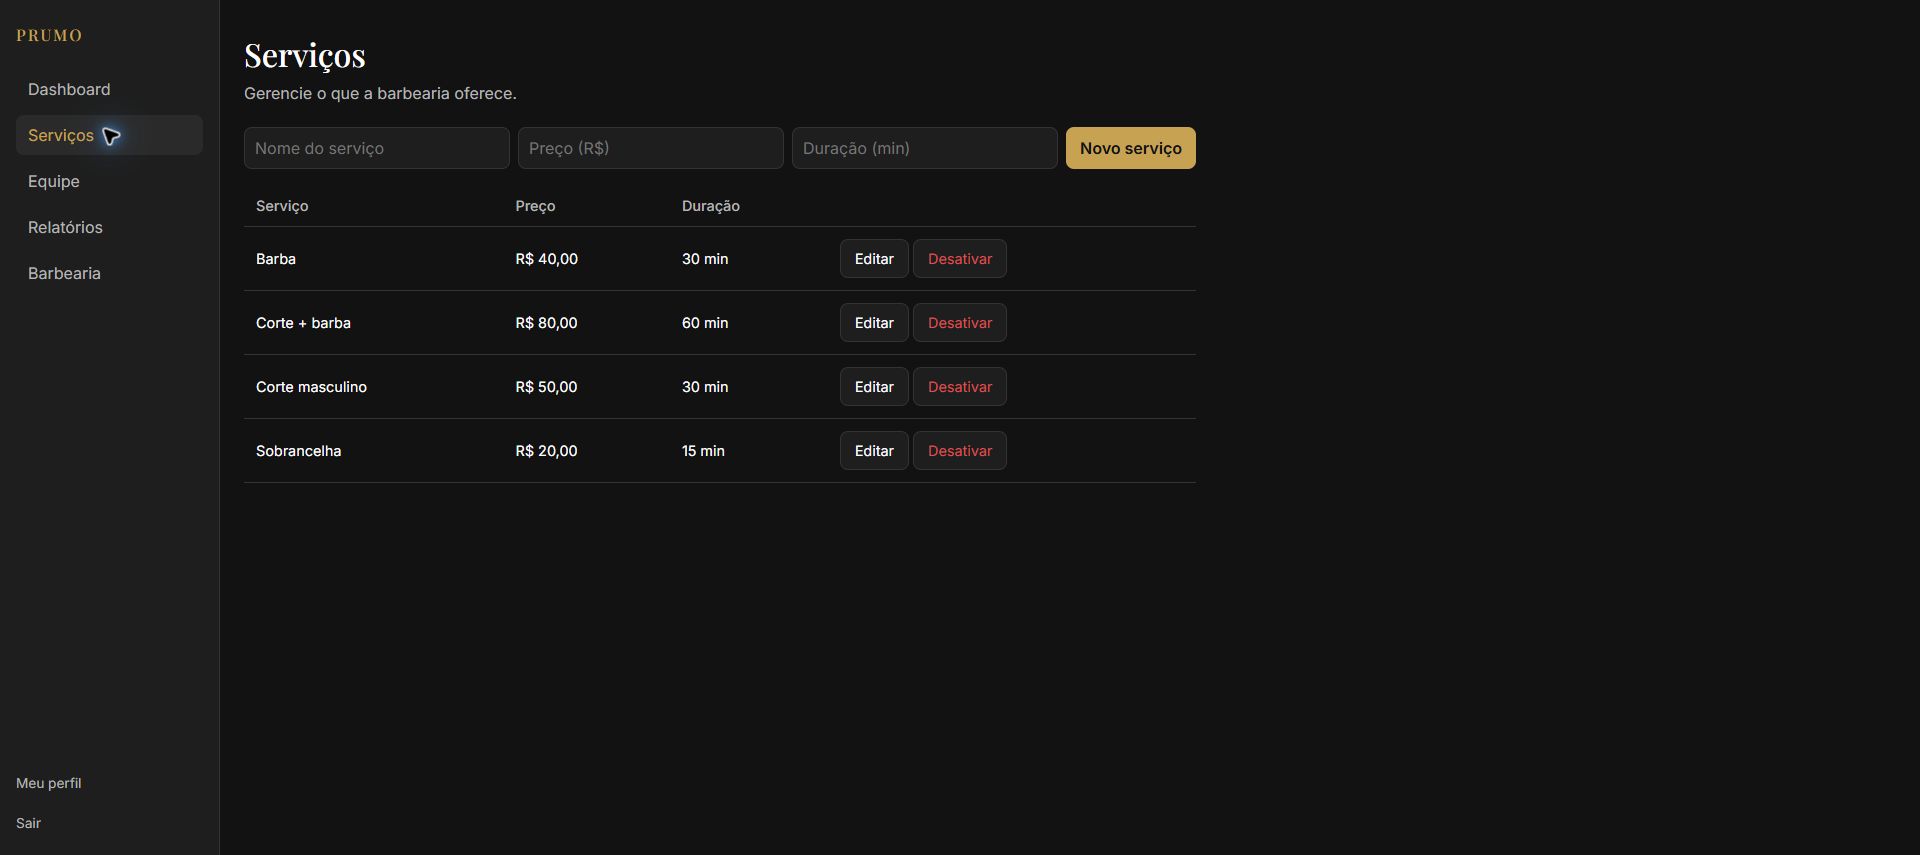 PRUMO
Dashboard
Serviços
Equipe
Relatórios
Barbearia
Meu perfil
Sair
Serviços
Gerencie o que a barbearia oferece.
Nome do serviço Preço (R$) Duração (min) Novo serviço
Serviço Preço Duração
Barba R$ 40,00 30 min Editar Desativar
Corte + barba R$ 80,00 60 min Editar Desativar
Corte masculino R$ 50,00 30 min Editar Desativar
Sobrancelha R$ 20,00 15 min Editar Desativar